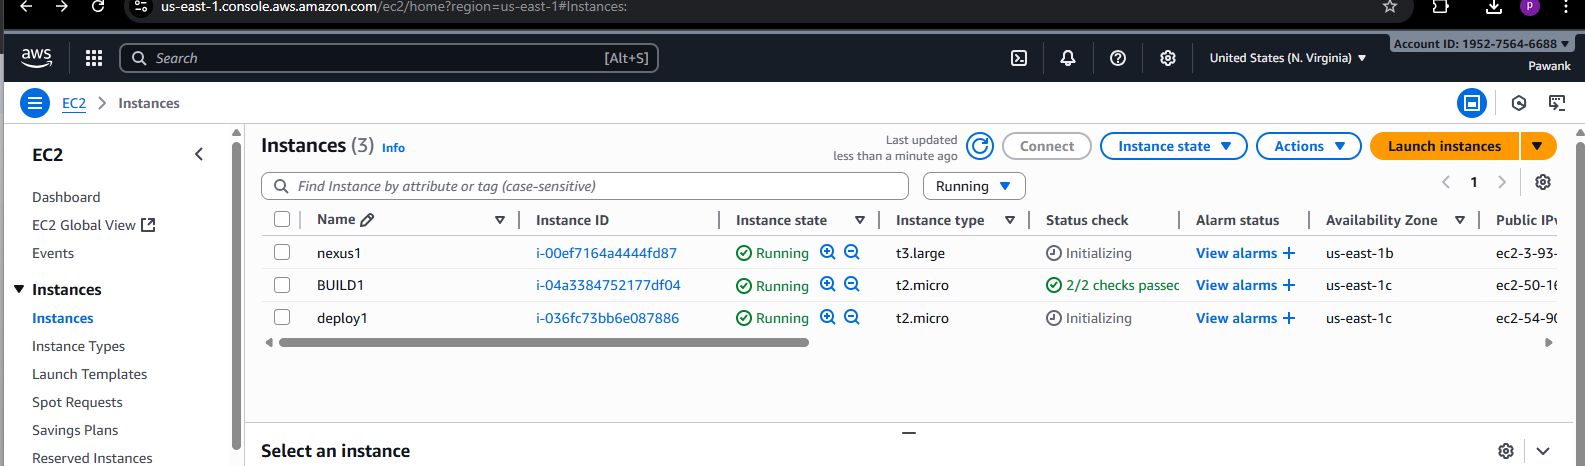 us-east-1.console.aws.amazon.com/ec2/home?region=us-east-1#Instances:
p
aws
Search
[Alt+S]
United States (N. Virginia)
Account ID: 1952-7564-6688
Pawank
EC2
Instances
EC2
Dashboard
EC2 Global View
Events
Instances
Instances
Instance Types
Launch Templates
Spot Requests
Savings Plans
Reserved Instances
Instances (3) Info
Last updated
less than a minute ago
Connect
Instance state
Actions
Launch instances
Find Instance by attribute or tag (case-sensitive)
Running
1
Name Instance ID Instance state Instance type Status check Alarm status Availability Zone Public IPv
nexus1 i-00ef7164a4444fd87 Running t3.large Initializing View alarms + us-east-1b ec2-3-93-
BUILD1 i-04a3384752177df04 Running t2.micro 2/2 checks passec View alarms + us-east-1c ec2-50-16
deploy1 i-036fc73bb6e087886 Running t2.micro Initializing View alarms + us-east-1c ec2-54-90
Select an instance